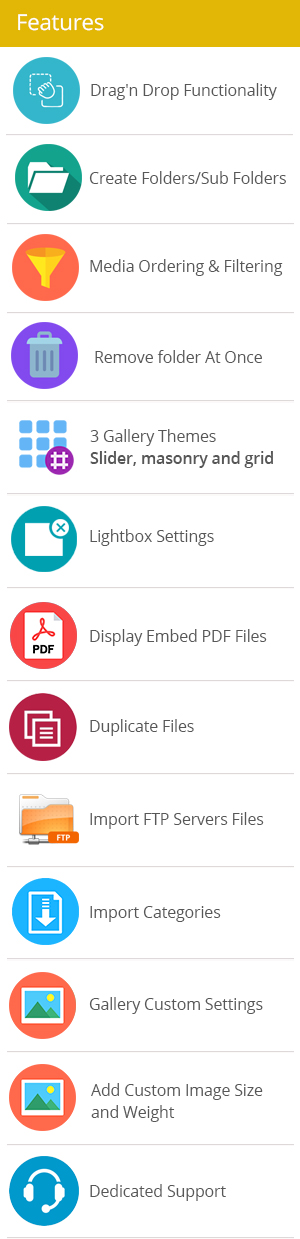 Features
Drag'n Drop Functionality
Create Folders/Sub Folders
Media Ordering & Filtering
Remove folder At Once
3 Gallery Themes
Slider, masonry and grid
Lightbox Settings
PDF
Display Embed PDF Files
Duplicate Files
FTP
Import FTP Servers Files
Import Categories
Gallery Custom Settings
Add Custom Image Size
and Weight
Dedicated Support